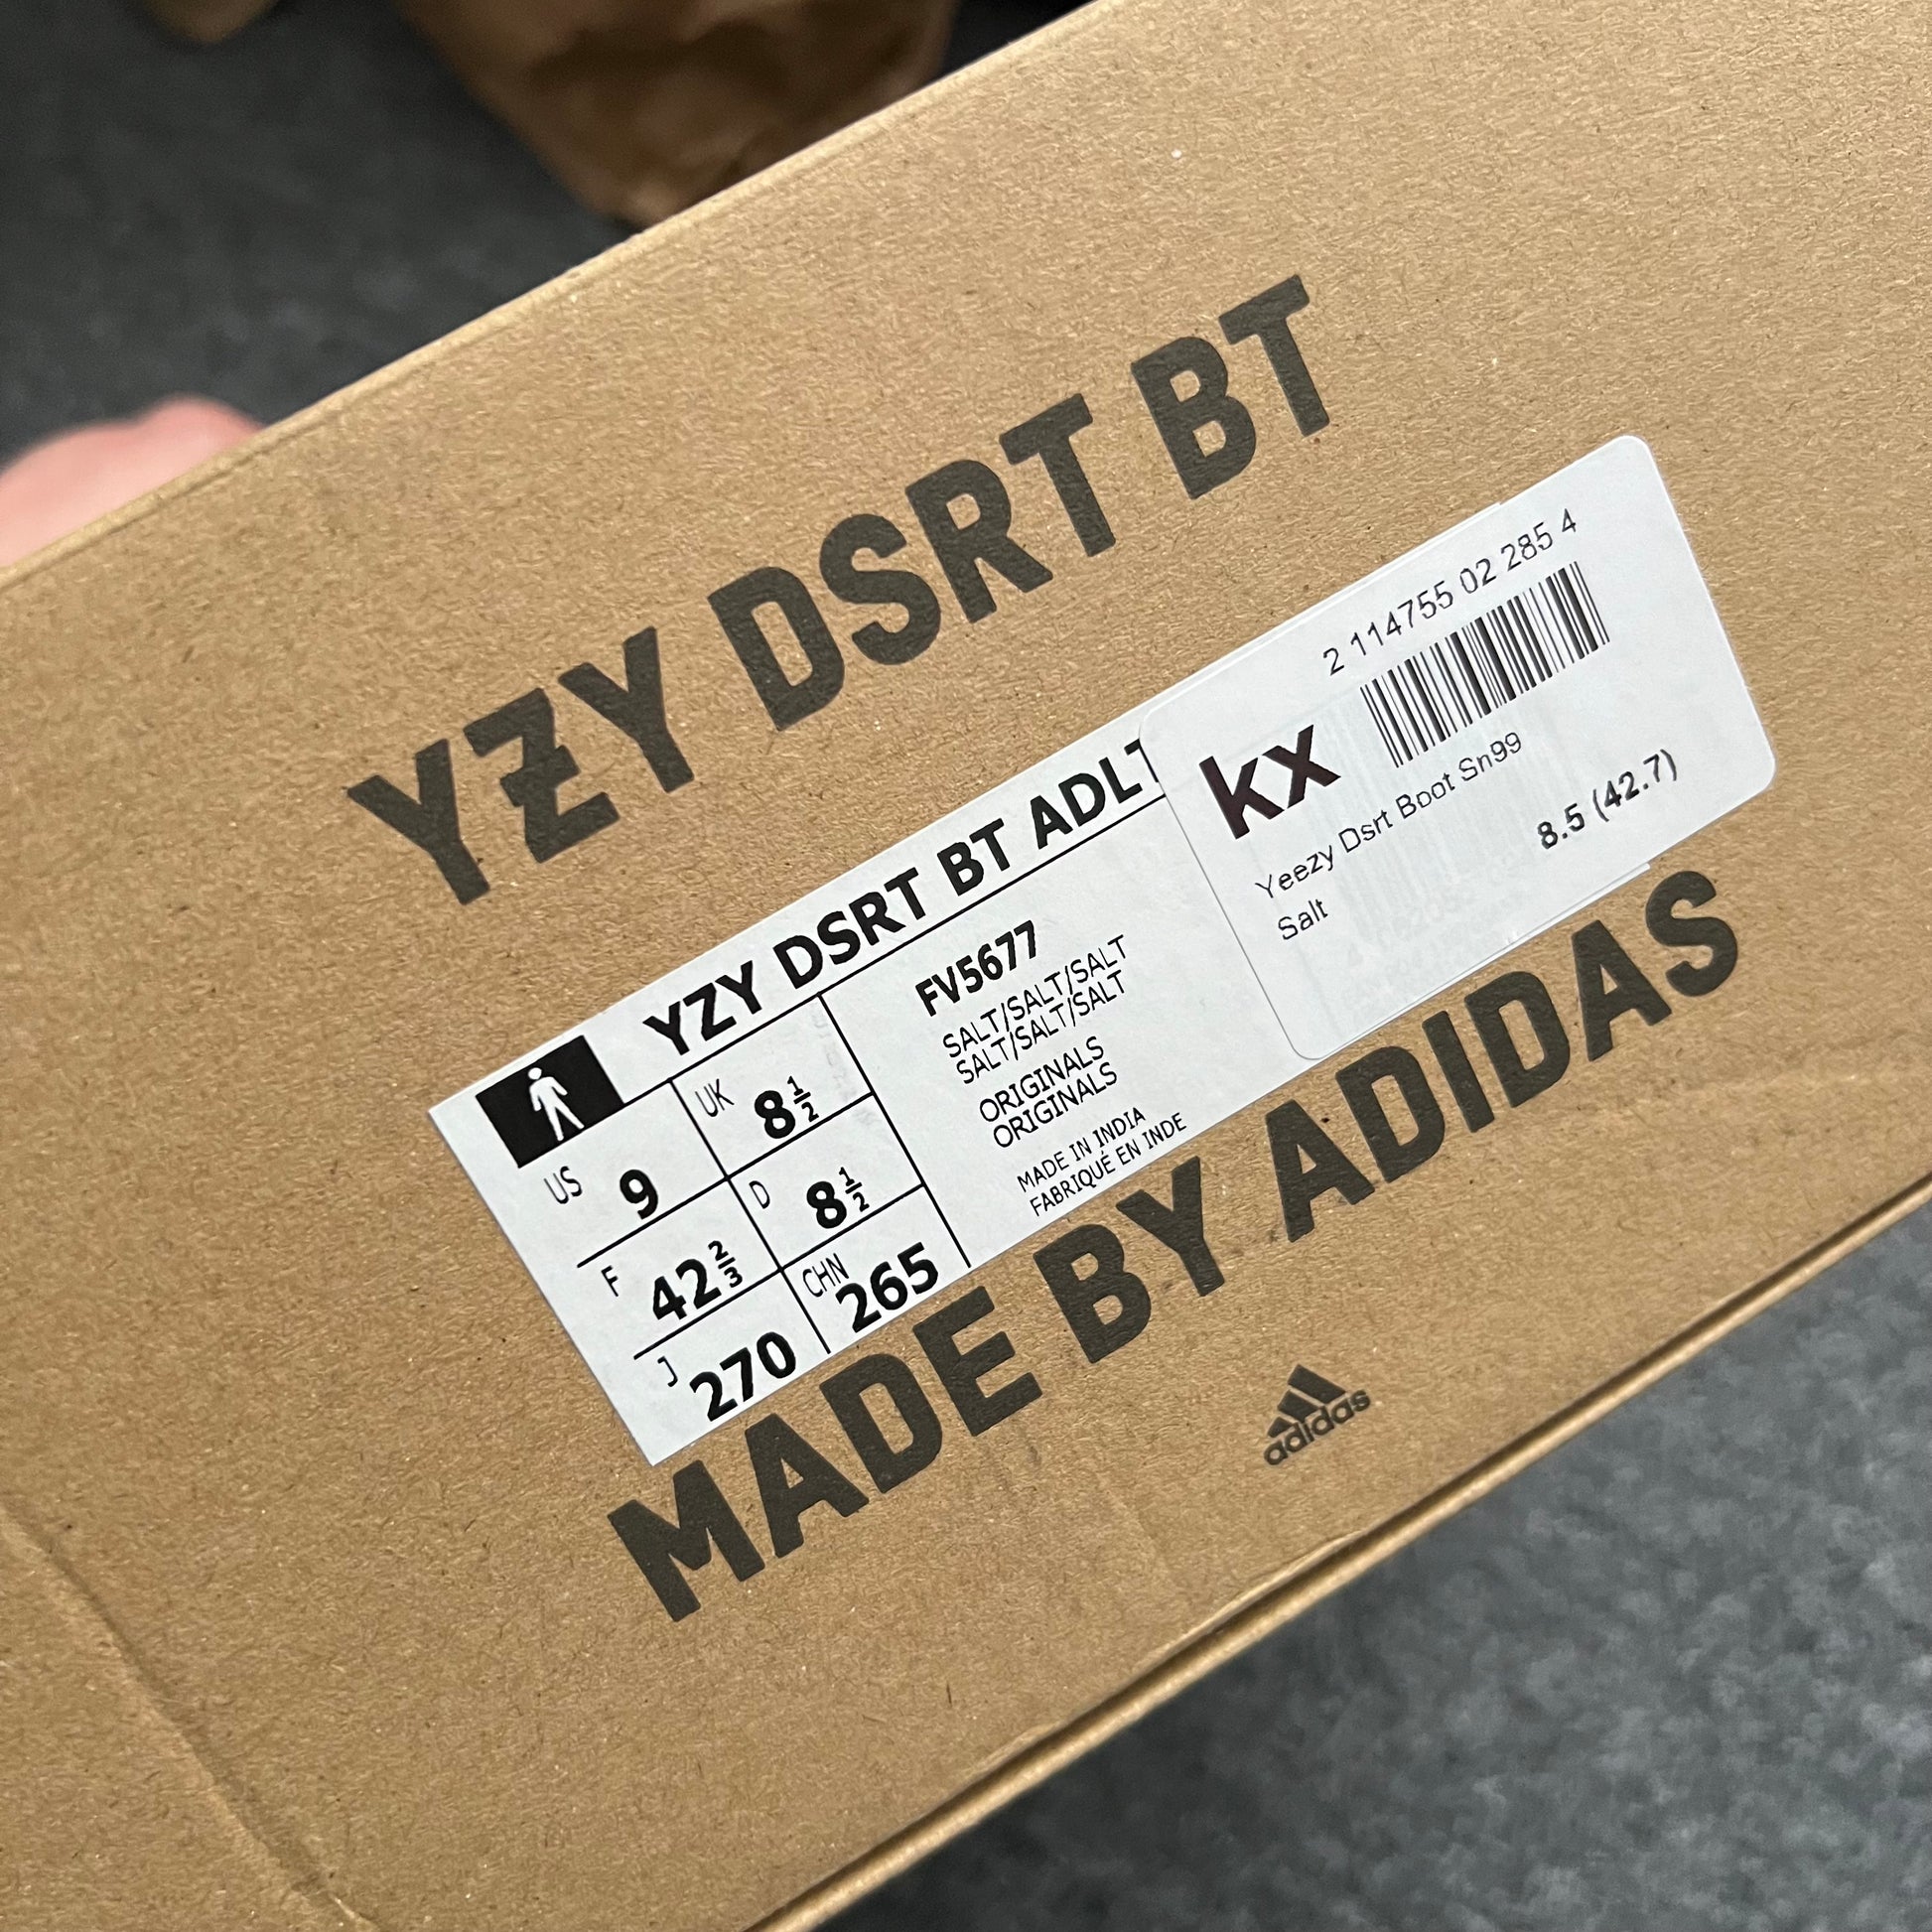 YZY DSRT BT
YZY DSRT BT ADLT
US 9
UK 8½
F 42⅔
D 8½
J 270
CHN 265
FV5677
SALT/SALT/SALT
SALT/SALT/SALT
ORIGINALS
ORIGINALS
MADE IN INDIA
FABRIQUÉ EN INDE
2 114755 02 285 4
kx
Yeezy Dsrt Boot Sn99
Salt
8.5 (42.7)
MADE BY ADIDAS
adidas